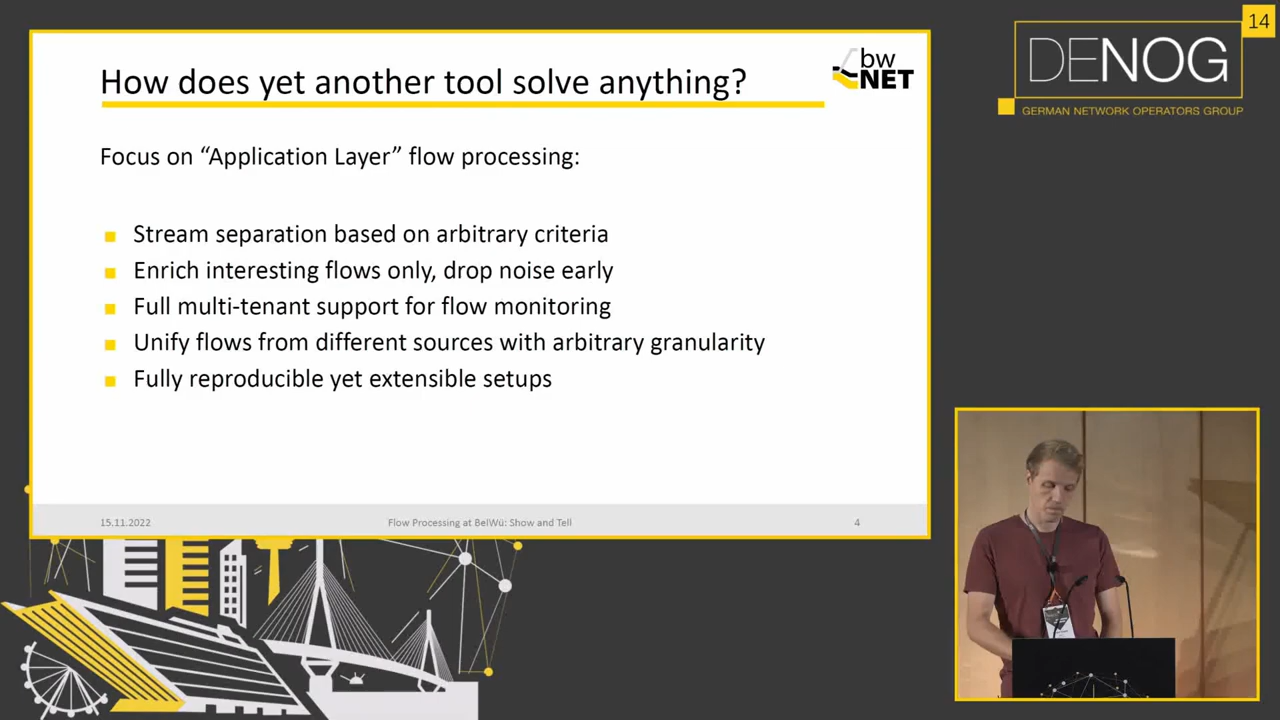 How does yet another tool solve anything?
bw
NET
Focus on “Application Layer” flow processing:
Stream separation based on arbitrary criteria
Enrich interesting flows only, drop noise early
Full multi-tenant support for flow monitoring
Unify flows from different sources with arbitrary granularity
Fully reproducible yet extensible setups
15.11.2022
Flow Processing at BelWü: Show and Tell
4
14
DENOG
GERMAN NETWORK OPERATORS GROUP